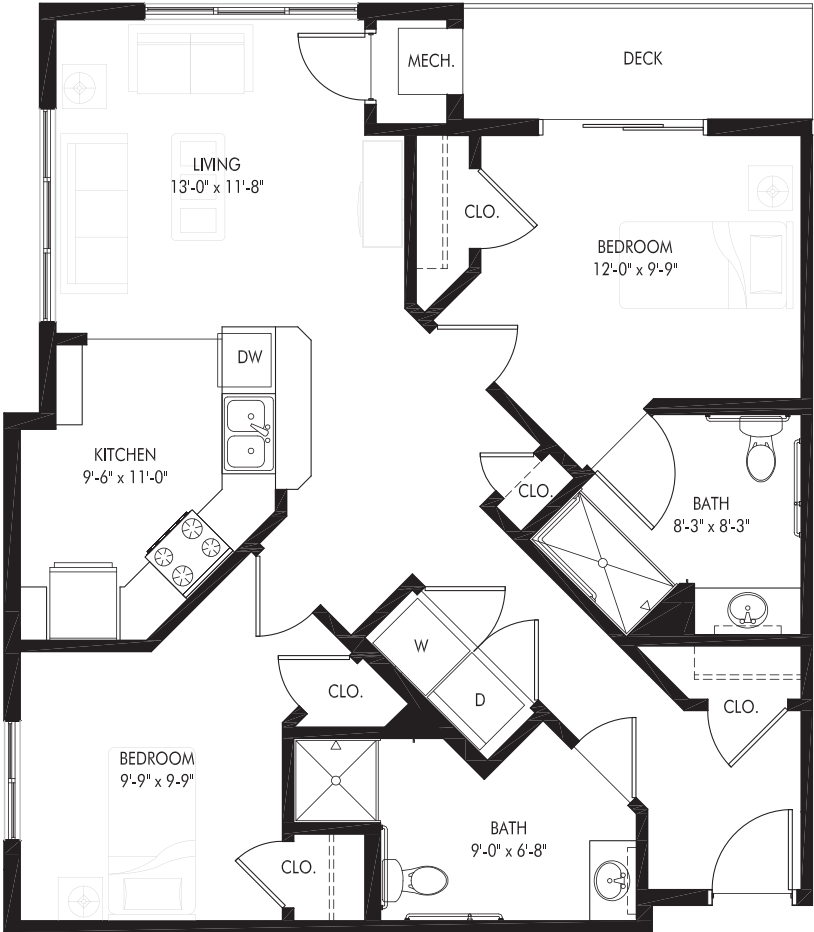 MECH.
DECK
LIVING
13'-0" x 11'-8"
CLO.
BEDROOM
12'-0" x 9'-9"
DW
KITCHEN
9'-6" x 11'-0"
CLO.
BATH
8'-3" x 8'-3"
W
D
CLO.
CLO.
BEDROOM
9'-9" x 9'-9"
BATH
9'-0" x 6'-8"
CLO.